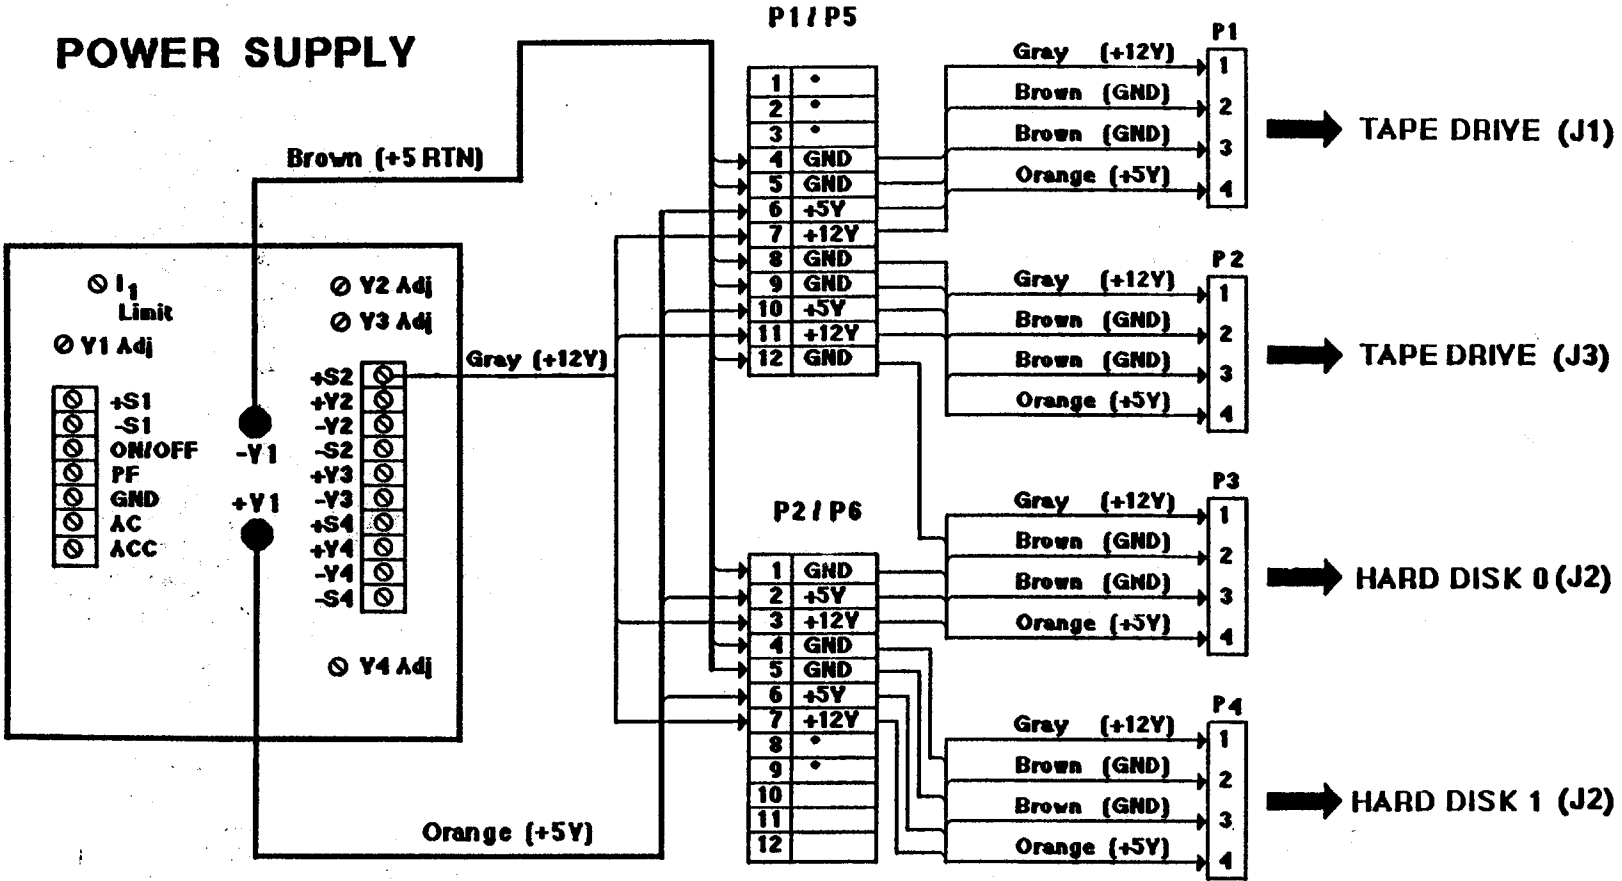 POWER SUPPLY
Brown (+5 RTN)
I1 Limit
V1 Adj
V2 Adj
V3 Adj
Gray (+12V)
+S1
-S1
ON/OFF
PF
GND
AC
ACC
-V1
+V1
+S2
+V2
-V2
-S2
+V3
-V3
+S4
+V4
-V4
-S4
V4 Adj
Orange (+5V)
P1 / P5
1 *
2 *
3 *
4 GND
5 GND
6 +5V
7 +12V
8 GND
9 GND
10 +5V
11 +12V
12 GND
P2 / P6
1 GND
2 +5V
3 +12V
4 GND
5 GND
6 +5V
7 +12V
8 *
9 *
10
11
12
P1
Gray (+12V) 1
Brown (GND) 2
Brown (GND) 3
Orange (+5V) 4
TAPE DRIVE (J1)
P2
Gray (+12V) 1
Brown (GND) 2
Brown (GND) 3
Orange (+5V) 4
TAPE DRIVE (J3)
P3
Gray (+12V) 1
Brown (GND) 2
Brown (GND) 3
Orange (+5V) 4
HARD DISK 0 (J2)
P4
Gray (+12V) 1
Brown (GND) 2
Brown (GND) 3
Orange (+5V) 4
HARD DISK 1 (J2)